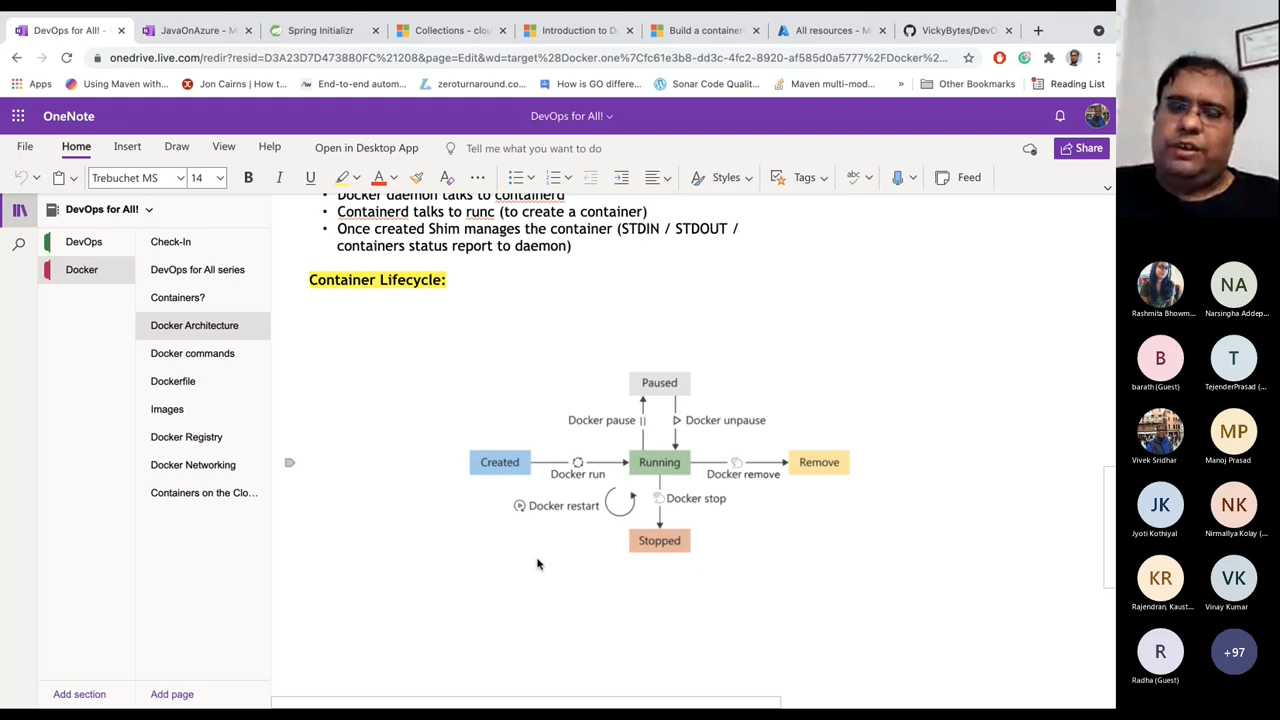 DevOps for All! -
JavaOnAzure - M
Spring Initializr
Collections - clou
Introduction to D
Build a container
All resources - Mi
VickyBytes/DevO
onedrive.live.com/redir?resid=D3A23D7D473880FC%21208&page=Edit&wd=target%28Docker.one%7Cfc61e3b8-dd3c-4fc2-8920-af585d0a5777%2FDocker%2...
Apps
Using Maven with...
Jon Cairns | How t...
End-to-end autom...
zeroturnaround.co...
How is GO differe...
Sonar Code Qualit...
Maven multi-mod...
»
Other Bookmarks
Reading List
OneNote
DevOps for All!
File
Home
Insert
Draw
View
Help
Open in Desktop App
Tell me what you want to do
Share
Trebuchet MS
14
B
I
U
A
Styles
Tags
abc
Feed
DevOps for All!
DevOps
Docker
Check-In
DevOps for All series
Containers?
Docker Architecture
Docker commands
Dockerfile
Images
Docker Registry
Docker Networking
Containers on the Clo...
Add section
Add page
• Docker daemon talks to containerd
• Containerd talks to runc (to create a container)
• Once created Shim manages the container (STDIN / STDOUT /
containers status report to daemon)
Container Lifecycle:
Paused
Docker pause
Docker unpause
Created
Docker run
Running
Docker remove
Remove
Docker restart
Docker stop
Stopped
Rashmita Bhowm...
NA
Narsingha Addep...
B
barath (Guest)
T
TejenderPrasad (...
Vivek Sridhar
MP
Manoj Prasad
JK
Jyoti Kothiyal
NK
Nirmallya Kolay (...
KR
Rajendran, Kaust...
VK
Vinay Kumar
R
Radha (Guest)
+97